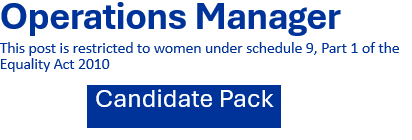 Operations Manager
This post is restricted to women under schedule 9, Part 1 of the
Equality Act 2010
Candidate Pack